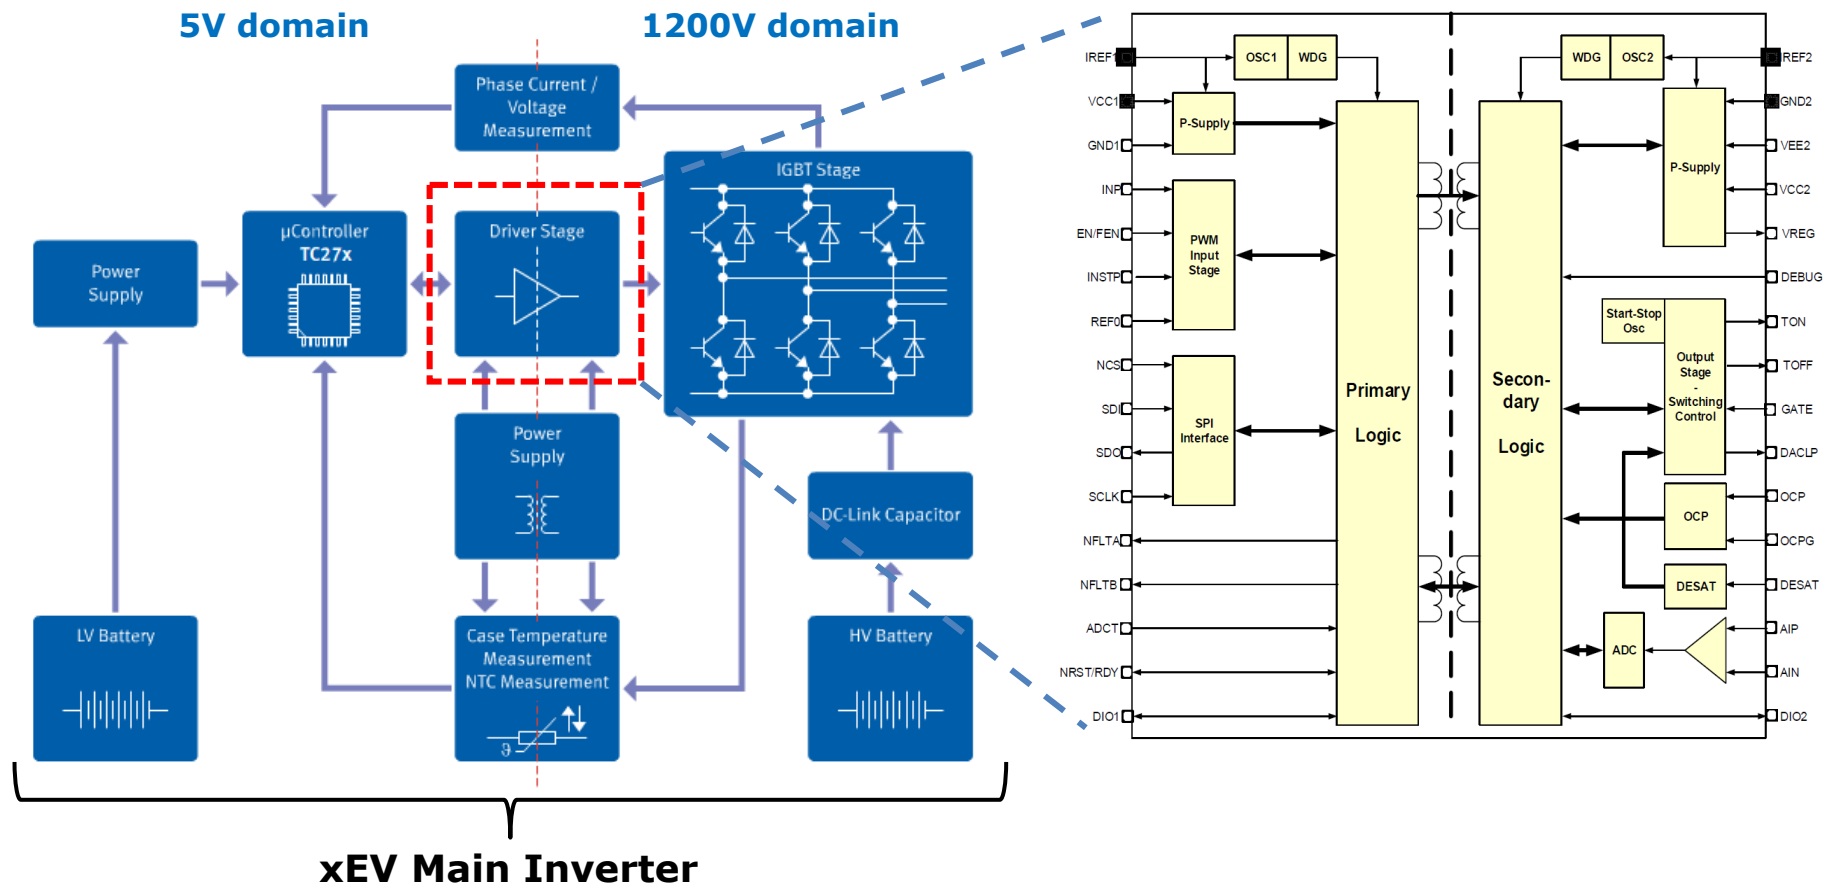 5V domain
1200V domain
Phase Current /
Voltage
Measurement
IGBT Stage
µController
TC27x
Driver Stage
Power
Supply
Power
Supply
DC-Link Capacitor
LV Battery
Case Temperature
Measurement
NTC Measurement
ϑ
HV Battery
xEV Main Inverter
IREF1
VCC1
GND1
INP
EN/FEN
INSTP
REF0
NCS
SDI
SDO
SCLK
NFLTA
NFLTB
ADCT
NRST/RDY
DIO1
OSC1
WDG
P-Supply
PWM
Input
Stage
SPI
Interface
Primary
Logic
Secon-
dary
Logic
WDG
OSC2
P-Supply
Start-Stop
Osc
Output
Stage
-
Switching
Control
OCP
DESAT
ADC
IREF2
GND2
VEE2
VCC2
VREG
DEBUG
TON
TOFF
GATE
DACLP
OCP
OCPG
DESAT
AIP
AIN
DIO2